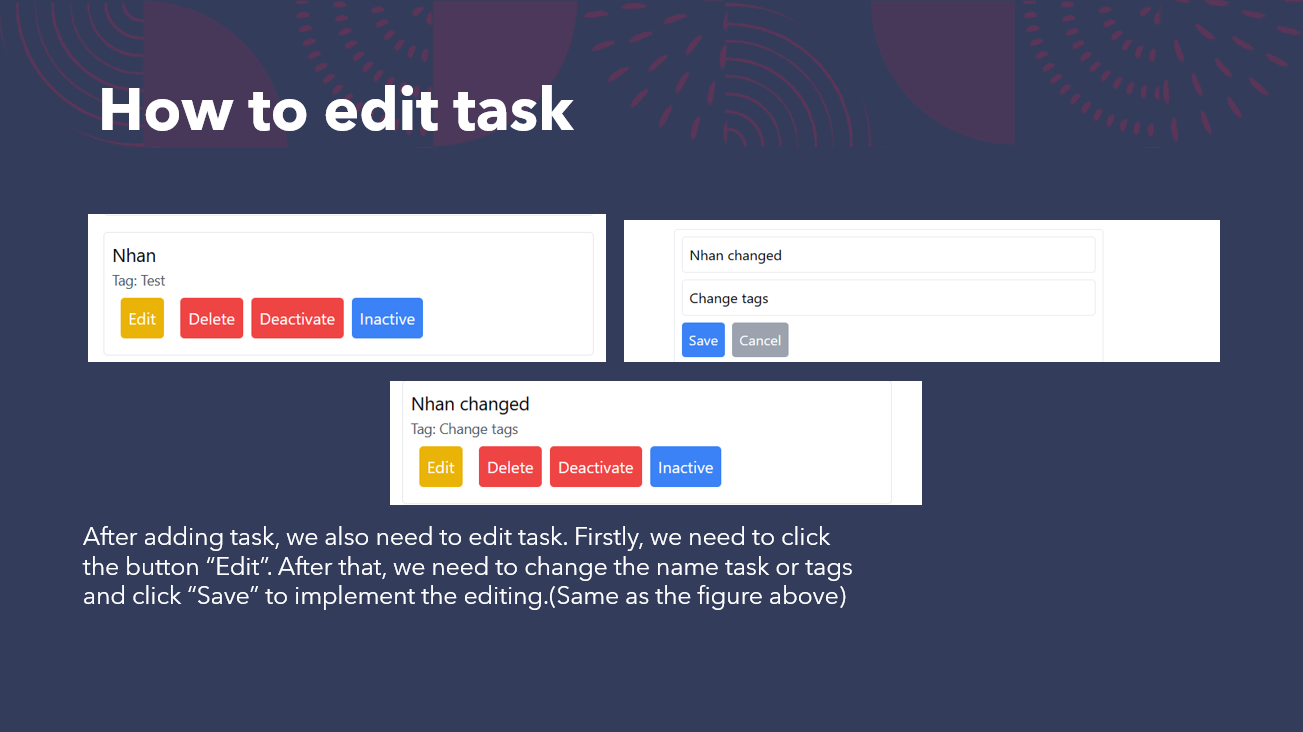 How to edit task
Nhan
Tag: Test
Edit Delete Deactivate Inactive
Nhan changed
Change tags
Save Cancel
Nhan changed
Tag: Change tags
Edit Delete Deactivate Inactive
After adding task, we also need to edit task. Firstly, we need to click
the button “Edit”. After that, we need to change the name task or tags
and click “Save” to implement the editing.(Same as the figure above)